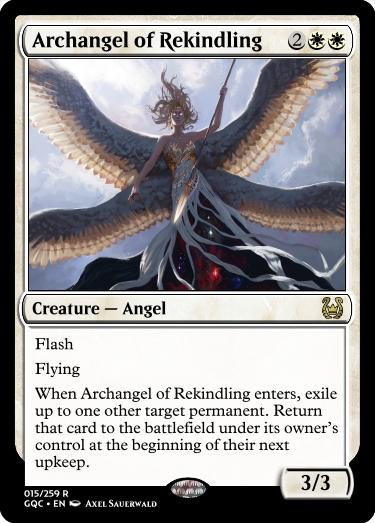 Archangel of Rekindling 2
Creature — Angel
Flash
Flying
When Archangel of Rekindling enters, exile
up to one other target permanent. Return
that card to the battlefield under its owner's
control at the beginning of their next
upkeep.
3/3
015/259 R
GQC • EN Axel Sauerwald